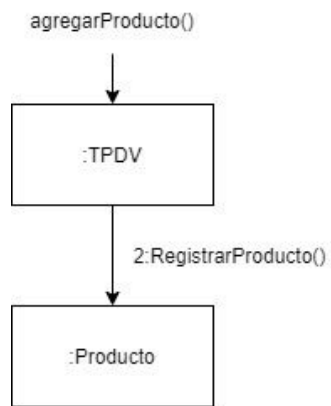 agregarProducto()
:TPDV
2:RegistrarProducto()
:Producto